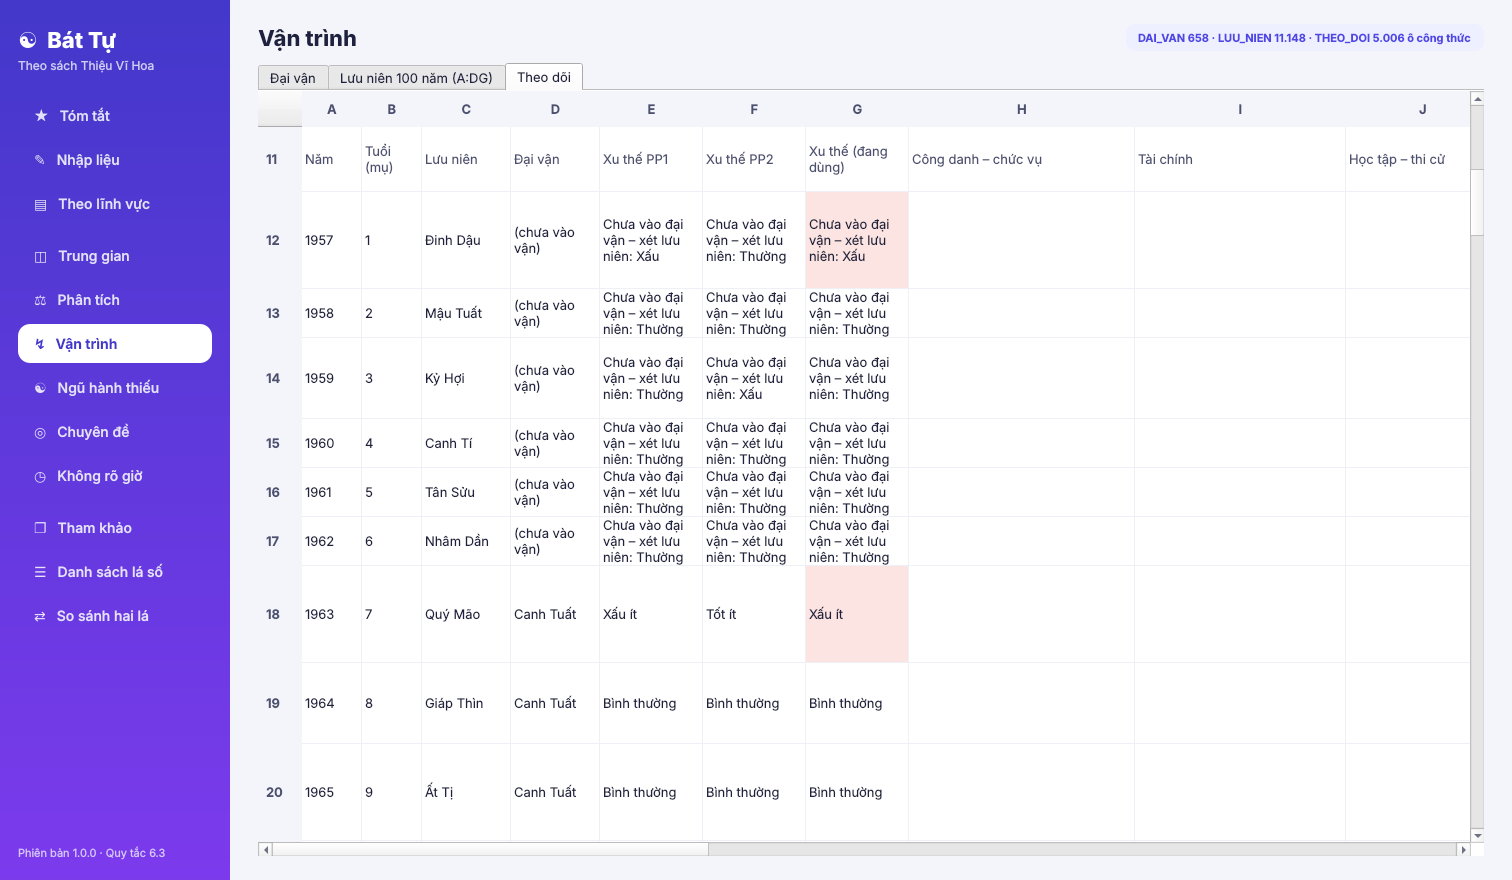 Bát Tự
Theo sách Thiệu Vĩ Hoa
Tóm tắt
Nhập liệu
Theo lĩnh vực
Trung gian
Phân tích
Vận trình
Ngũ hành thiếu
Chuyên đề
Không rõ giờ
Tham khảo
Danh sách lá số
So sánh hai lá
Phiên bản 1.0.0 · Quy tắc 6.3
Vận trình
DAI_VAN 658 · LUU_NIEN 11.148 · THEO_DOI 5.006 ô công thức
Đại vận Lưu niên 100 năm (A:DG) Theo dõi
A B C D E F G H I J
11 Năm Tuổi (mụ) Lưu niên Đại vận Xu thế PP1 Xu thế PP2 Xu thế (đang dùng) Công danh – chức vụ Tài chính Học tập – thi cử
12 1957 1 Đinh Dậu (chưa vào vận) Chưa vào đại vận – xét lưu niên: Xấu Chưa vào đại vận – xét lưu niên: Thường Chưa vào đại vận – xét lưu niên: Xấu
13 1958 2 Mậu Tuất (chưa vào vận) Chưa vào đại vận – xét lưu niên: Thường Chưa vào đại vận – xét lưu niên: Thường Chưa vào đại vận – xét lưu niên: Thường
14 1959 3 Kỷ Hợi (chưa vào vận) Chưa vào đại vận – xét lưu niên: Thường Chưa vào đại vận – xét lưu niên: Xấu Chưa vào đại vận – xét lưu niên: Thường
15 1960 4 Canh Tí (chưa vào vận) Chưa vào đại vận – xét lưu niên: Thường Chưa vào đại vận – xét lưu niên: Thường Chưa vào đại vận – xét lưu niên: Thường
16 1961 5 Tân Sửu (chưa vào vận) Chưa vào đại vận – xét lưu niên: Thường Chưa vào đại vận – xét lưu niên: Thường Chưa vào đại vận – xét lưu niên: Thường
17 1962 6 Nhâm Dần (chưa vào vận) Chưa vào đại vận – xét lưu niên: Thường Chưa vào đại vận – xét lưu niên: Thường Chưa vào đại vận – xét lưu niên: Thường
18 1963 7 Quý Mão Canh Tuất Xấu ít Tốt ít Xấu ít
19 1964 8 Giáp Thìn Canh Tuất Bình thường Bình thường Bình thường
20 1965 9 Ất Tị Canh Tuất Bình thường Bình thường Bình thường